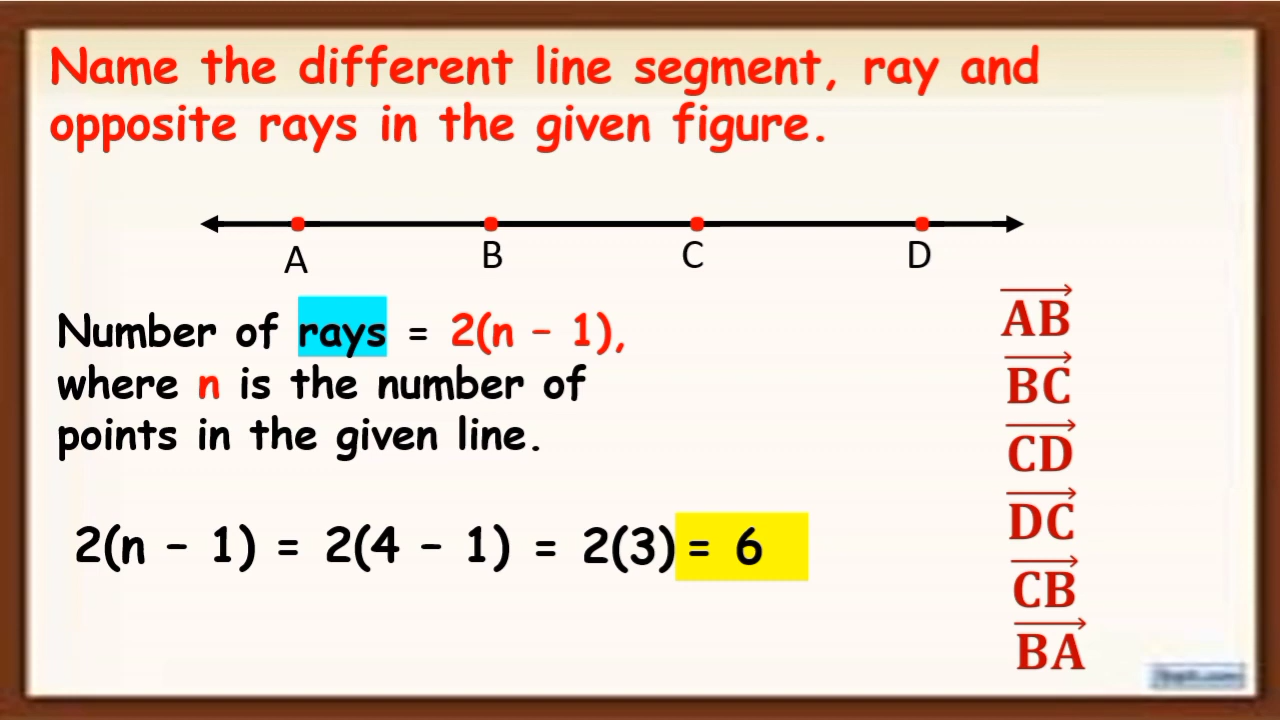 Name the different line segment, ray and
opposite rays in the given figure.
A B C D
Number of rays = 2(n – 1),
where n is the number of
points in the given line.
2(n – 1) = 2(4 – 1) = 2(3) = 6
AB
BC
CD
DC
CB
BA